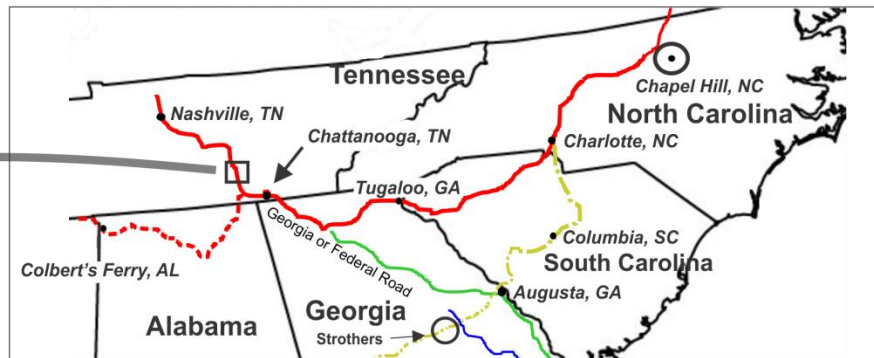 Tennessee
Chapel Hill, NC
North Carolina
Nashville, TN
Chattanooga, TN
Charlotte, NC
Tugaloo, GA
Georgia or Federal Road
Columbia, SC
South Carolina
Colbert's Ferry, AL
Augusta, GA
Georgia
Alabama
Strothers